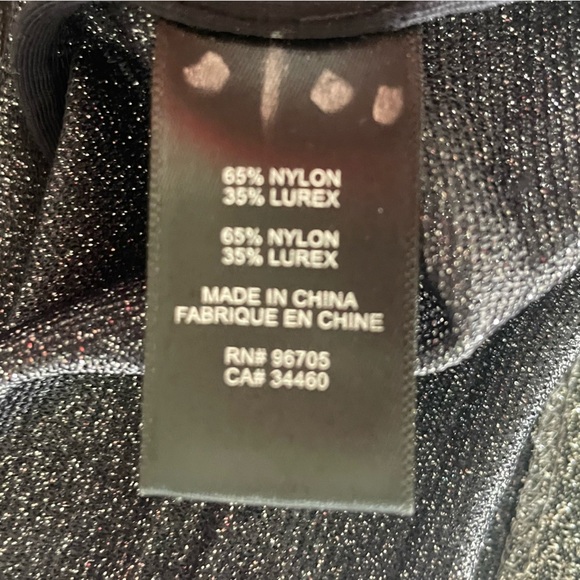 65% NYLON
35% LUREX
65% NYLON
35% LUREX
MADE IN CHINA
FABRIQUE EN CHINE
RN# 96705
CA# 34460